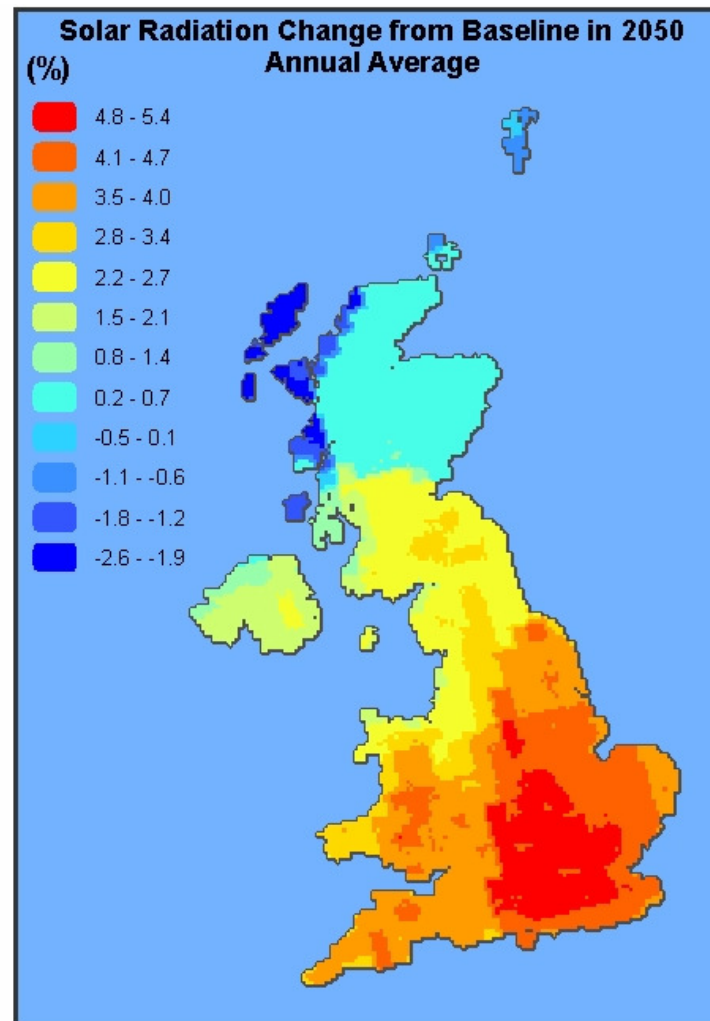 Solar Radiation Change from Baseline in 2050
Annual Average
(%)
4.8 - 5.4
4.1 - 4.7
3.5 - 4.0
2.8 - 3.4
2.2 - 2.7
1.5 - 2.1
0.8 - 1.4
0.2 - 0.7
-0.5 - 0.1
-1.1 - -0.6
-1.8 - -1.2
-2.6 - -1.9